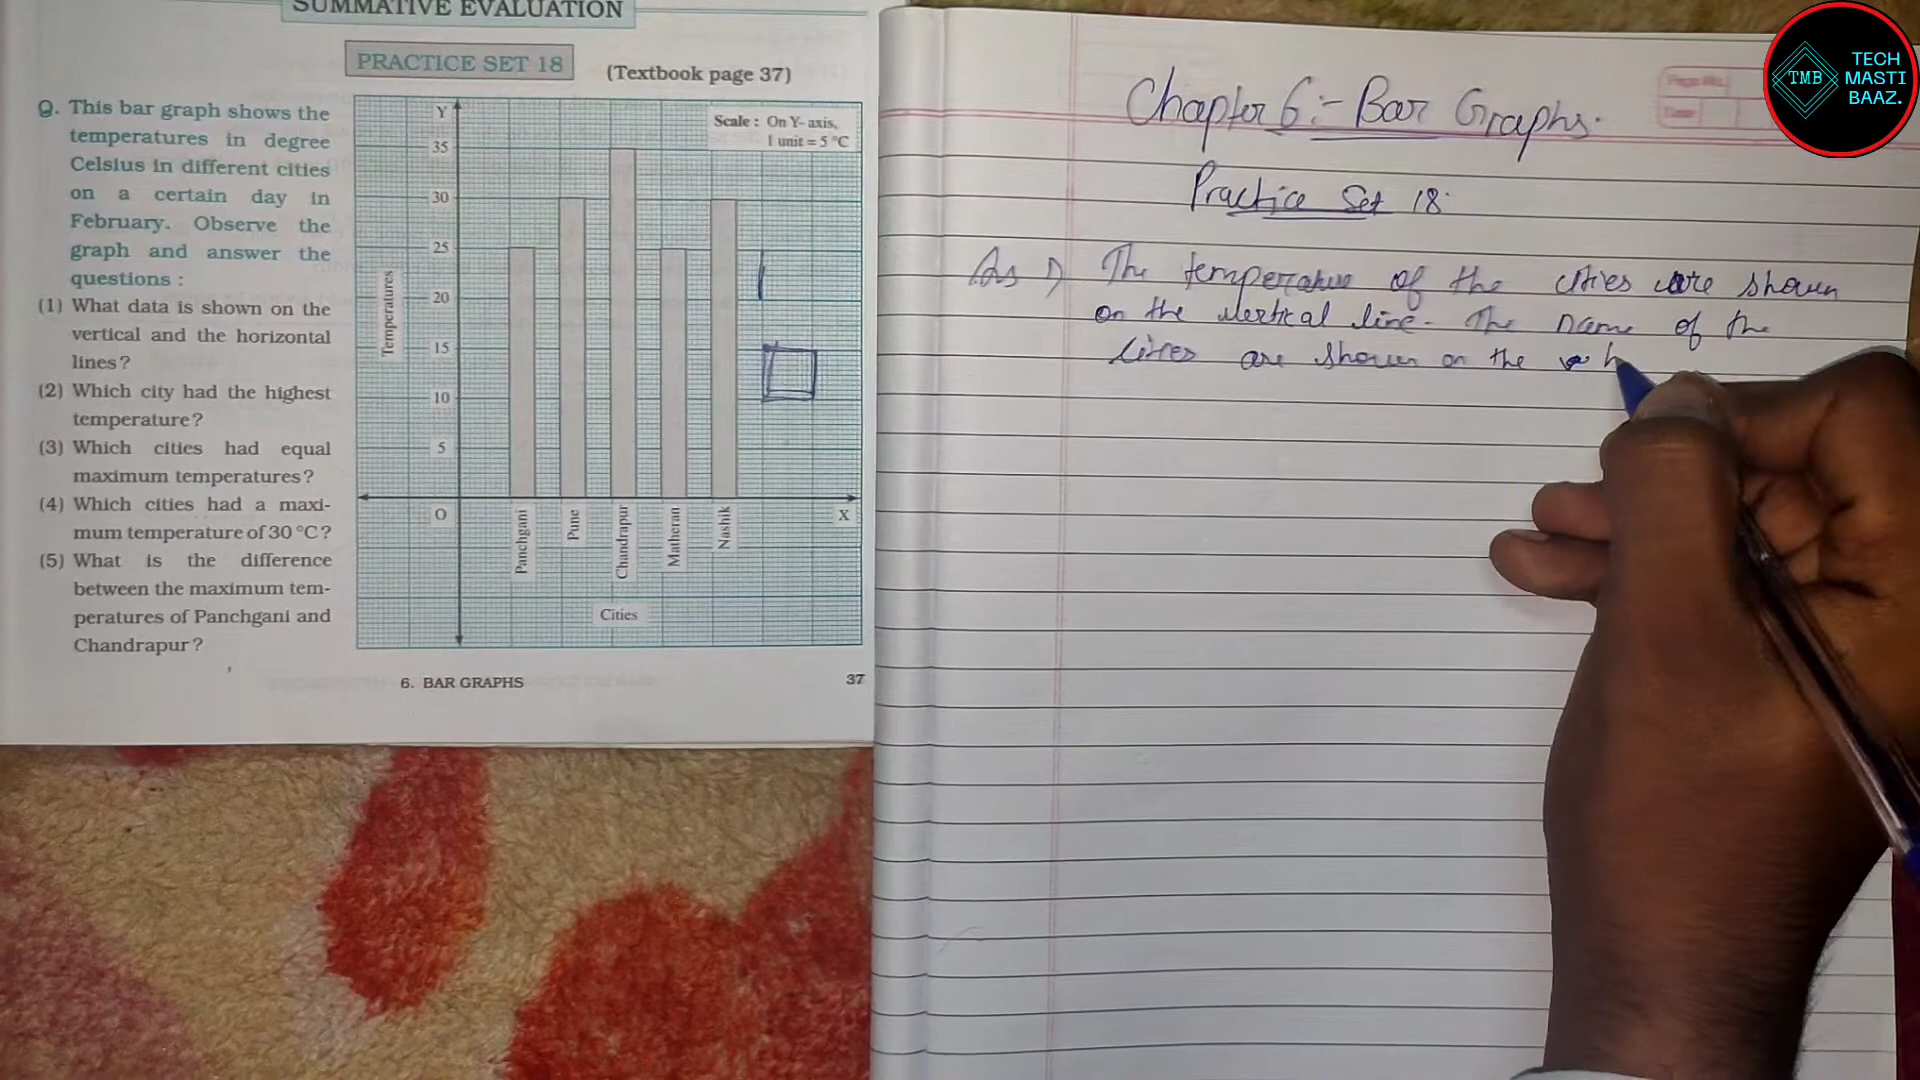 SUMMATIVE EVALUATION
PRACTICE SET 18
(Textbook page 37)
Q. This bar graph shows the
temperatures in degree
Celsius in different cities
on a certain day in
February. Observe the
graph and answer the
questions :
(1) What data is shown on the
vertical and the horizontal
lines?
(2) Which city had the highest
temperature?
(3) Which cities had equal
maximum temperatures?
(4) Which cities had a maxi-
mum temperature of 30 °C?
(5) What is the difference
between the maximum tem-
peratures of Panchgani and
Chandrapur?
Y
Scale : On Y- axis,
1 unit = 5 °C
35
30
25
20
15
10
5
O
X
Temperatures
Panchgani
Pune
Chandrapur
Matheran
Nashik
Cities
6. BAR GRAPHS
37
Chapter 6:- Bar Graphs.
Practice Set 18.
Ans 1) The temperature of the cities are shown
on the vertical line. The name of the
cities are shown on the h
TMB
TECH
MASTI
BAAZ.